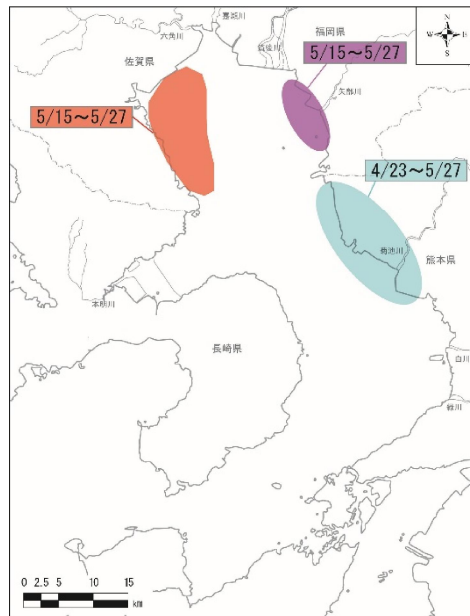 六角川
嘉瀬川
筑後川
福岡県
N
W E
S
佐賀県
5/15～5/27
矢部川
5/15～5/27
4/23～5/27
菊池川
熊本県
本明川
長崎県
白川
緑川
0 2.5 5 10 15
km